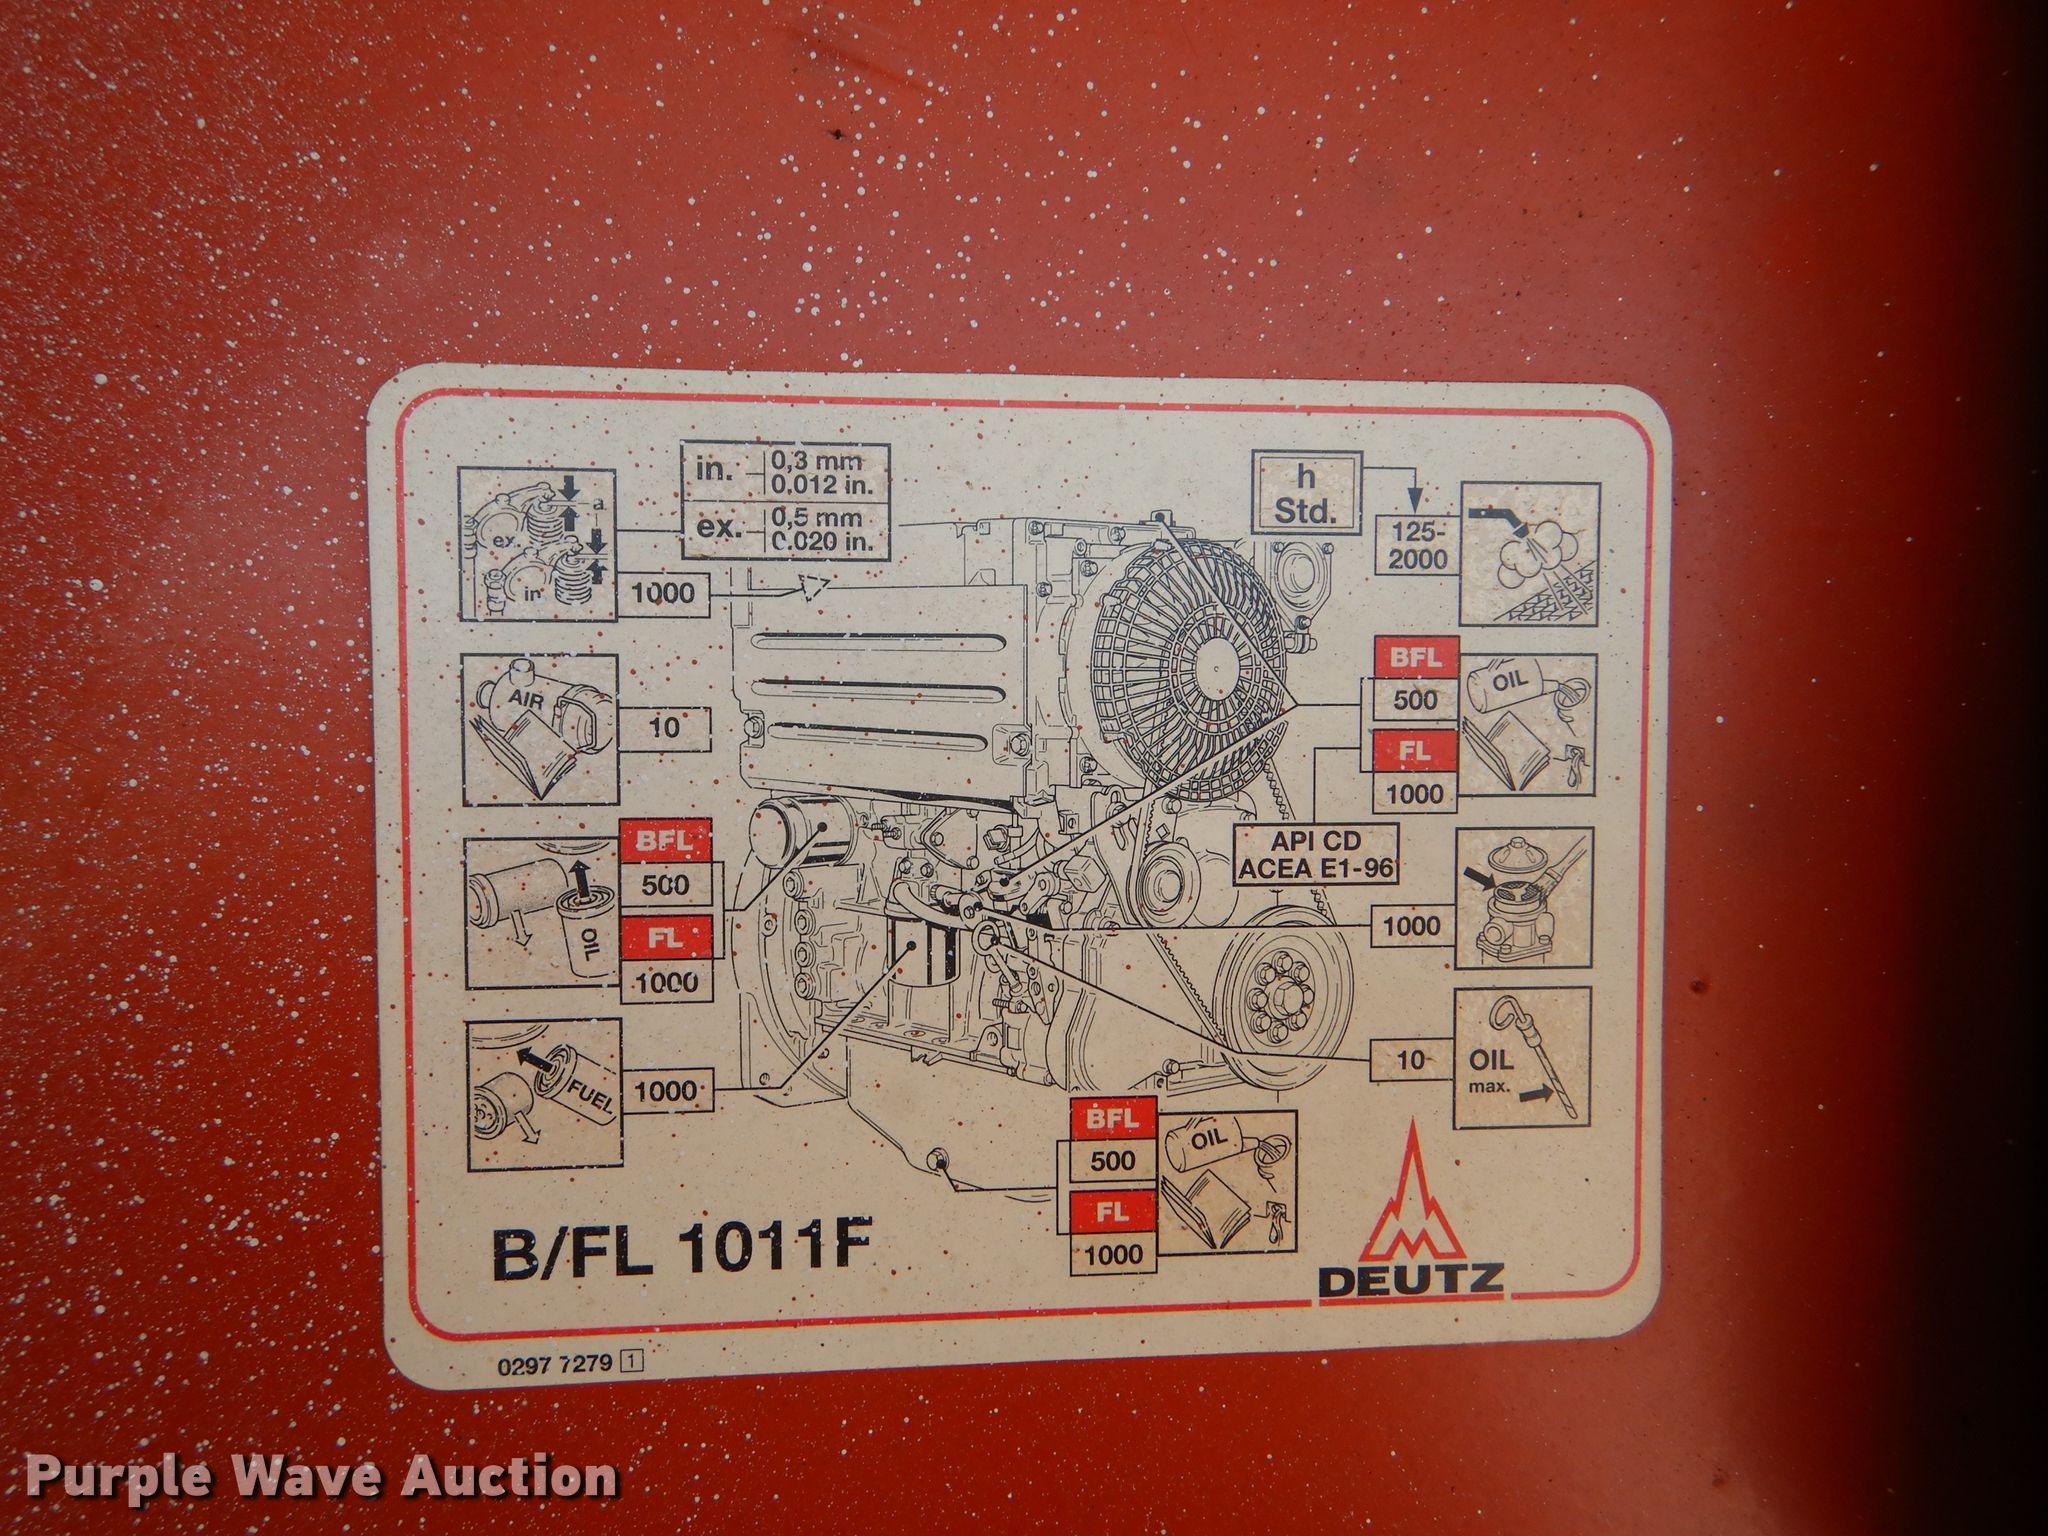 in. 0,3 mm
0.012 in.
ex. 0,5 mm
0.020 in.
h
Std.
a
ex.
in
1000
125-
2000
AIR
10
BFL
500
FL
1000
OIL
BFL
500
FL
1000
OIL
API CD
ACEA E1-96
1000
FUEL
1000
OIL
max.
10
BFL
500
FL
1000
OIL
B/FL 1011F
DEUTZ
0297 7279 1
Purple Wave Auction